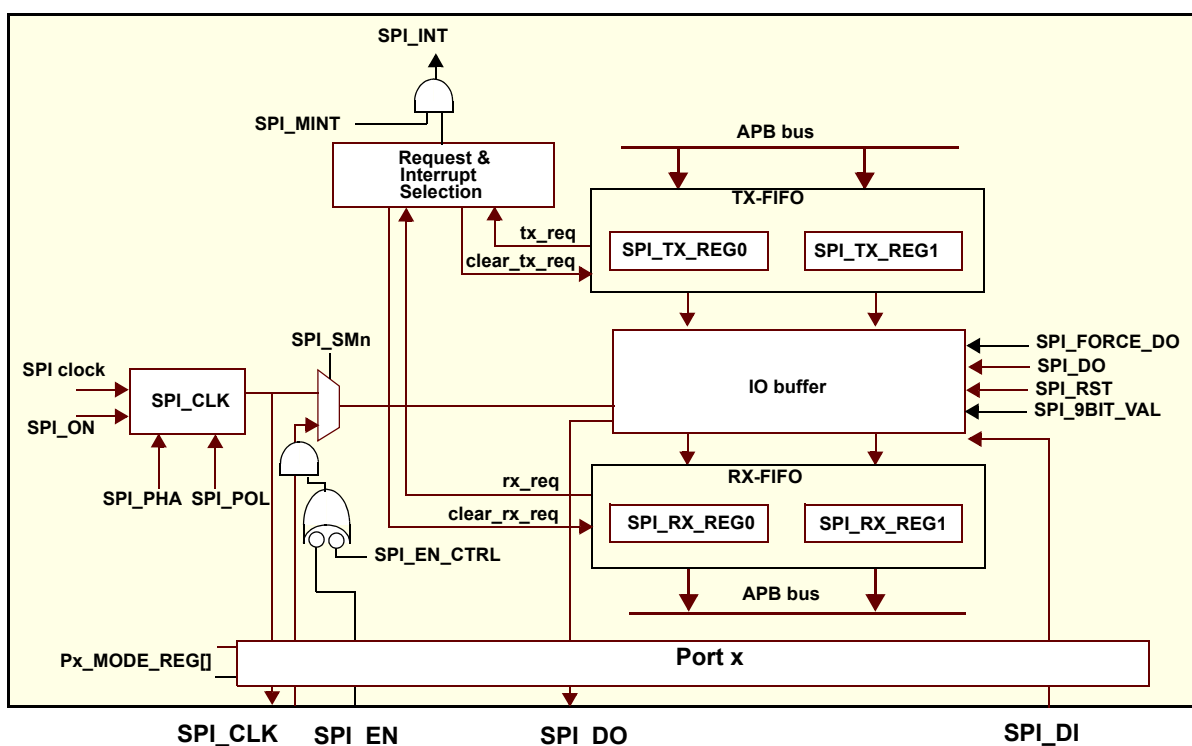 SPI_INT
SPI_MINT
APB bus
Request &
Interrupt
Selection
TX-FIFO
tx_req
SPI_TX_REG0
SPI_TX_REG1
clear_tx_req
SPI_SMn
SPI_FORCE_DO
SPI clock
SPI_DO
SPI_CLK
IO buffer
SPI_RST
SPI_ON
SPI_9BIT_VAL
RX-FIFO
SPI_PHA
SPI_POL
rx_req
clear_rx_req
SPI_RX_REG0
SPI_RX_REG1
SPI_EN_CTRL
APB bus
Px_MODE_REG[]
Port x
SPI_CLK
SPI_EN
SPI_DO
SPI_DI